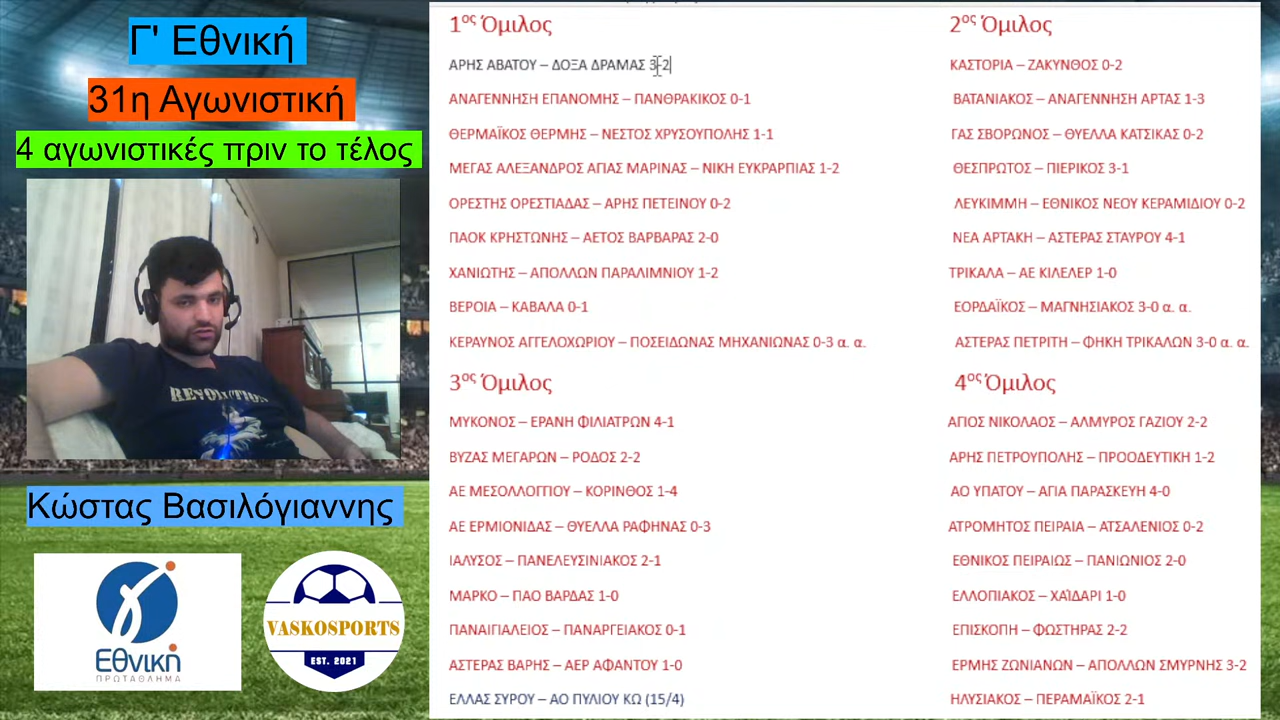 Γ' Εθνική
31η Αγωνιστική
4 αγωνιστικές πριν το τέλος
REVOLUTION
Κώστας Βασιλόγιαννης
γ
Εθνική
ΠΡΩΤΑΘΛΗΜΑ
VASKOSPORTS
EST. 2021
1ος Όμιλος
ΑΡΗΣ ΑΒΑΤΟΥ – ΔΟΞΑ ΔΡΑΜΑΣ 3-2
ΑΝΑΓΕΝΝΗΣΗ ΕΠΑΝΟΜΗΣ – ΠΑΝΘΡΑΚΙΚΟΣ 0-1
ΘΕΡΜΑΪΚΟΣ ΘΕΡΜΗΣ – ΝΕΣΤΟΣ ΧΡΥΣΟΥΠΟΛΗΣ 1-1
ΜΕΓΑΣ ΑΛΕΞΑΝΔΡΟΣ ΑΓΙΑΣ ΜΑΡΙΝΑΣ – ΝΙΚΗ ΕΥΚΡΑΡΠΙΑΣ 1-2
ΟΡΕΣΤΗΣ ΟΡΕΣΤΙΑΔΑΣ – ΑΡΗΣ ΠΕΤΕΙΝΟΥ 0-2
ΠΑΟΚ ΚΡΗΣΤΩΝΗΣ – ΑΕΤΟΣ ΒΑΡΒΑΡΑΣ 2-0
ΧΑΝΙΩΤΗΣ – ΑΠΟΛΛΩΝ ΠΑΡΑΛΙΜΝΙΟΥ 1-2
ΒΕΡΟΙΑ – ΚΑΒΑΛΑ 0-1
ΚΕΡΑΥΝΟΣ ΑΓΓΕΛΟΧΩΡΙΟΥ – ΠΟΣΕΙΔΩΝΑΣ ΜΗΧΑΝΙΩΝΑΣ 0-3 α. α.
2ος Όμιλος
ΚΑΣΤΟΡΙΑ – ΖΑΚΥΝΘΟΣ 0-2
ΒΑΤΑΝΙΑΚΟΣ – ΑΝΑΓΕΝΝΗΣΗ ΑΡΤΑΣ 1-3
ΓΑΣ ΣΒΟΡΩΝΟΣ – ΘΥΕΛΛΑ ΚΑΤΣΙΚΑΣ 0-2
ΘΕΣΠΡΩΤΟΣ – ΠΙΕΡΙΚΟΣ 3-1
ΛΕΥΚΙΜΜΗ – ΕΘΝΙΚΟΣ ΝΕΟΥ ΚΕΡΑΜΙΔΙΟΥ 0-2
ΝΕΑ ΑΡΤΑΚΗ – ΑΣΤΕΡΑΣ ΣΤΑΥΡΟΥ 4-1
ΤΡΙΚΑΛΑ – ΑΕ ΚΙΛΕΛΕΡ 1-0
ΕΟΡΔΑΪΚΟΣ – ΜΑΓΝΗΣΙΑΚΟΣ 3-0 α. α.
ΑΣΤΕΡΑΣ ΠΕΤΡΙΤΗ – ΦΗΚΗ ΤΡΙΚΑΛΩΝ 3-0 α. α.
3ος Όμιλος
ΜΥΚΟΝΟΣ – ΕΡΑΝΗ ΦΙΛΙΑΤΡΩΝ 4-1
ΒΥΖΑΣ ΜΕΓΑΡΩΝ – ΡΟΔΟΣ 2-2
ΑΕ ΜΕΣΟΛΟΓΓΙΟΥ – ΚΟΡΙΝΘΟΣ 1-4
ΑΕ ΕΡΜΙΟΝΙΔΑΣ – ΘΥΕΛΛΑ ΡΑΦΗΝΑΣ 0-3
ΙΑΛΥΣΟΣ – ΠΑΝΕΛΕΥΣΙΝΙΑΚΟΣ 2-1
ΜΑΡΚΟ – ΠΑΟ ΒΑΡΔΑΣ 1-0
ΠΑΝΑΙΓΙΑΛΕΙΟΣ – ΠΑΝΑΡΓΕΙΑΚΟΣ 0-1
ΑΣΤΕΡΑΣ ΒΑΡΗΣ – ΑΕΡ ΑΦΑΝΤΟΥ 1-0
ΕΛΛΑΣ ΣΥΡΟΥ – ΑΟ ΠΥΛΙΟΥ ΚΩ (15/4)
4ος Όμιλος
ΑΓΙΟΣ ΝΙΚΟΛΑΟΣ – ΑΛΜΥΡΟΣ ΓΑΖΙΟΥ 2-2
ΑΡΗΣ ΠΕΤΡΟΥΠΟΛΗΣ – ΠΡΟΟΔΕΥΤΙΚΗ 1-2
ΑΟ ΥΠΑΤΟΥ – ΑΓΙΑ ΠΑΡΑΣΚΕΥΗ 4-0
ΑΤΡΟΜΗΤΟΣ ΠΕΙΡΑΙΑ – ΑΤΣΑΛΕΝΙΟΣ 0-2
ΕΘΝΙΚΟΣ ΠΕΙΡΑΙΩΣ – ΠΑΝΙΩΝΙΟΣ 2-0
ΕΛΛΟΠΙΑΚΟΣ – ΧΑΪΔΑΡΙ 1-0
ΕΠΙΣΚΟΠΗ – ΦΩΣΤΗΡΑΣ 2-2
ΕΡΜΗΣ ΖΩΝΙΑΝΩΝ – ΑΠΟΛΛΩΝ ΣΜΥΡΝΗΣ 3-2
ΗΛΥΣΙΑΚΟΣ – ΠΕΡΑΜΑΪΚΟΣ 2-1